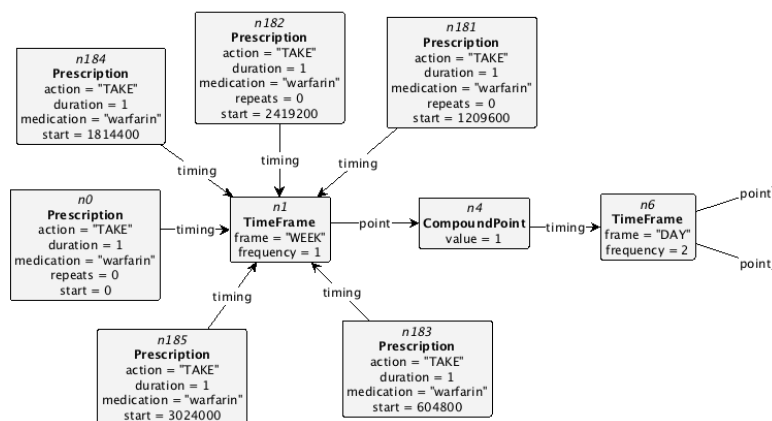 n182
Prescription
action = "TAKE"
duration = 1
medication = "warfarin"
repeats = 0
start = 2419200
n181
Prescription
action = "TAKE"
duration = 1
medication = "warfarin"
repeats = 0
start = 1209600
n184
Prescription
action = "TAKE"
duration = 1
medication = "warfarin"
start = 1814400
timing
timing
timing
n0
Prescription
action = "TAKE"
duration = 1
medication = "warfarin"
repeats = 0
start = 0
timing
n1
TimeFrame
frame = "WEEK"
frequency = 1
point
n4
CompoundPoint
value = 1
timing
n6
TimeFrame
frame = "DAY"
frequency = 2
point
point
timing
timing
n185
Prescription
action = "TAKE"
duration = 1
medication = "warfarin"
start = 3024000
n183
Prescription
action = "TAKE"
duration = 1
medication = "warfarin"
start = 604800